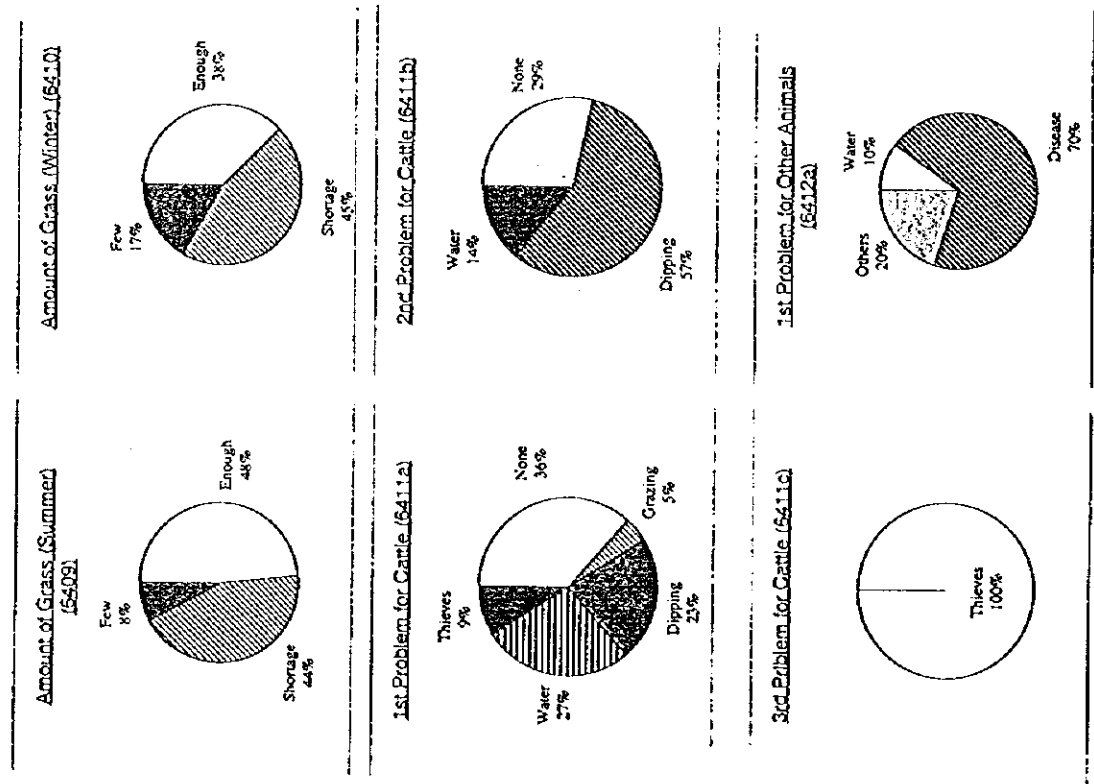 Amount of Grass (Summer)
(6409)
Few
8%
Enough
48%
Shortage
44%
Amount of Grass (Winter) (6410)
Few
17%
Enough
38%
Shortage
45%
1st Problem for Cattle (6411a)
Thieves
9%
None
36%
Water
27%
Grazing
5%
Dipping
23%
2nd Problem for Cattle (6411b)
Water
14%
None
29%
Dipping
57%
3rd Priblem for Cattle (6411c)
Thieves
100%
1st Problem for Other Animals
(6412a)
Water
10%
Others
20%
Disease
70%